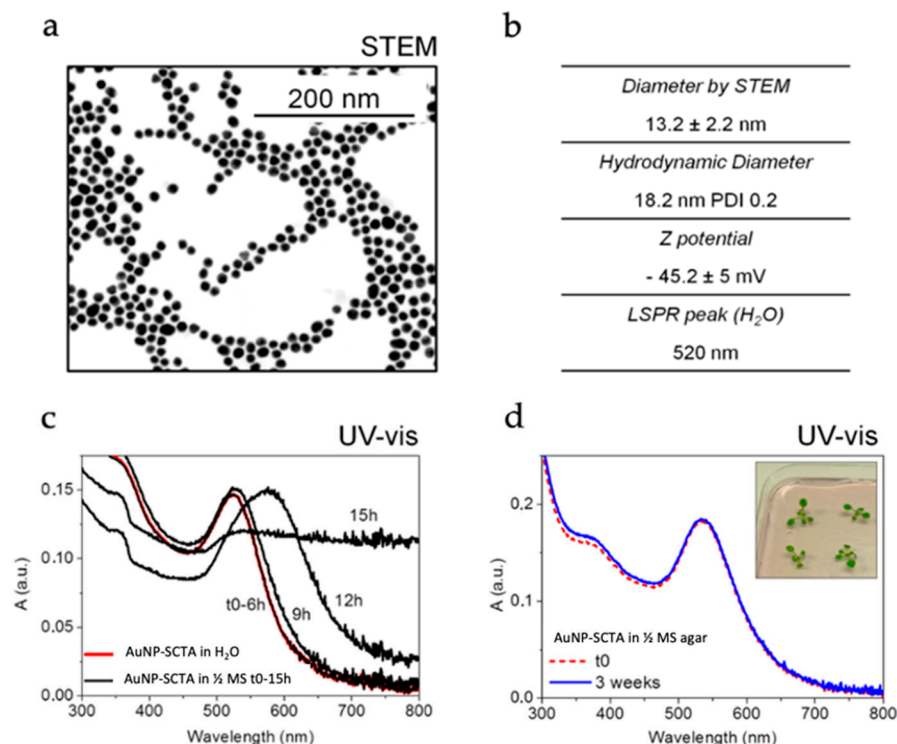 a
STEM
200 nm
b
Diameter by STEM
13.2 ± 2.2 nm
Hydrodynamic Diameter
18.2 nm PDI 0.2
Z potential
- 45.2 ± 5 mV
LSPR peak (H₂O)
520 nm
c
UV-vis
A (a.u.)
0.15
0.10
0.05
0.00
15h
t0-6h
9h
12h
AuNP-SCTA in H₂O
AuNP-SCTA in ½ MS t0-15h
300 400 500 600 700 800
Wavelength (nm)
d
UV-vis
A (a.u.)
0.2
0.1
0.0
AuNP-SCTA in ½ MS agar
t0
3 weeks
300 400 500 600 700 800
Wavelength (nm)